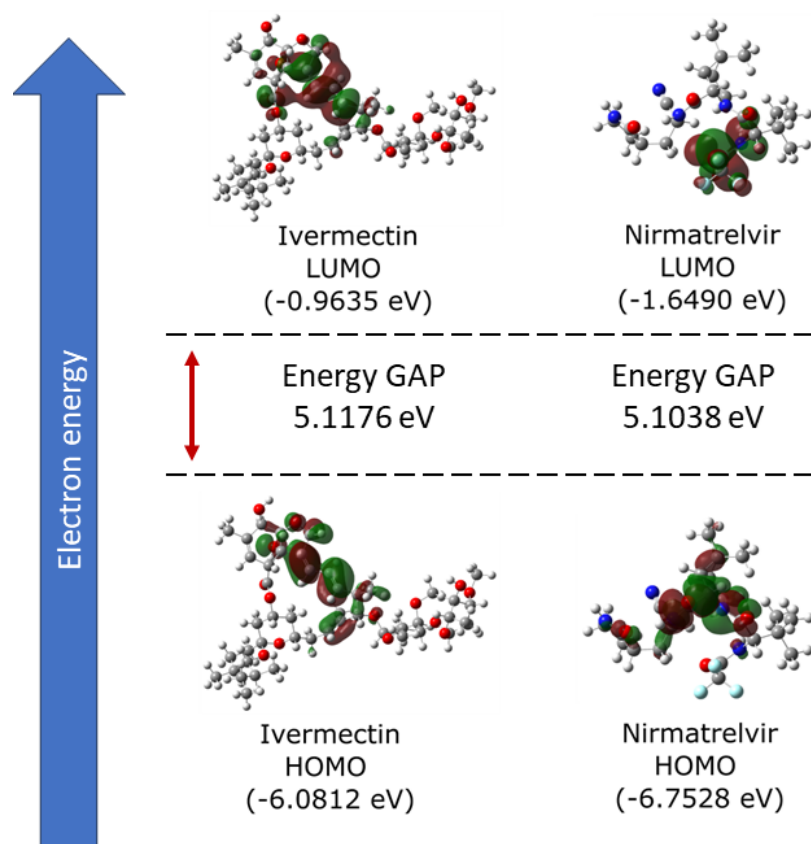 Electron energy
Ivermectin
LUMO
(-0.9635 eV)
Nirmatrelvir
LUMO
(-1.6490 eV)
Energy GAP
5.1176 eV
Energy GAP
5.1038 eV
Ivermectin
HOMO
(-6.0812 eV)
Nirmatrelvir
HOMO
(-6.7528 eV)